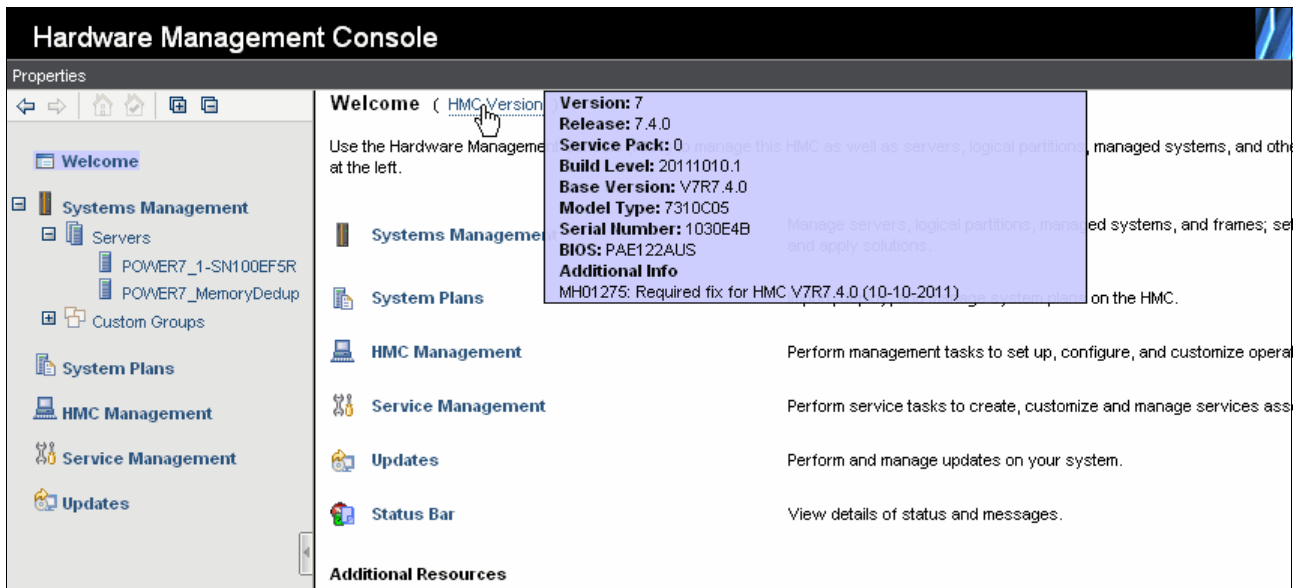 Hardware Management Console
Properties
Welcome
Systems Management
Servers
POWER7_1-SN100EF5R
POWER7_MemoryDedup
Custom Groups
System Plans
HMC Management
Service Management
Updates
Welcome ( HMC Version
Use the Hardware Manageme to manage this HMC as well as servers, logical partitions, managed systems, and othe
at the left.
Version: 7
Release: 7.4.0
Service Pack: 0
Build Level: 20111010.1
Base Version: V7R7.4.0
Model Type: 7310C05
Serial Number: 1030E4B
BIOS: PAE122AUS
Additional Info
MH01275: Required fix for HMC V7R7.4.0 (10-10-2011)
Systems Managemen Manage servers, logical partitions, managed systems, and frames; se
and apply solutions.
System Plans on the HMC.
HMC Management Perform management tasks to set up, configure, and customize opera
Service Management Perform service tasks to create, customize and manage services ass
Updates Perform and manage updates on your system.
Status Bar View details of status and messages.
Additional Resources